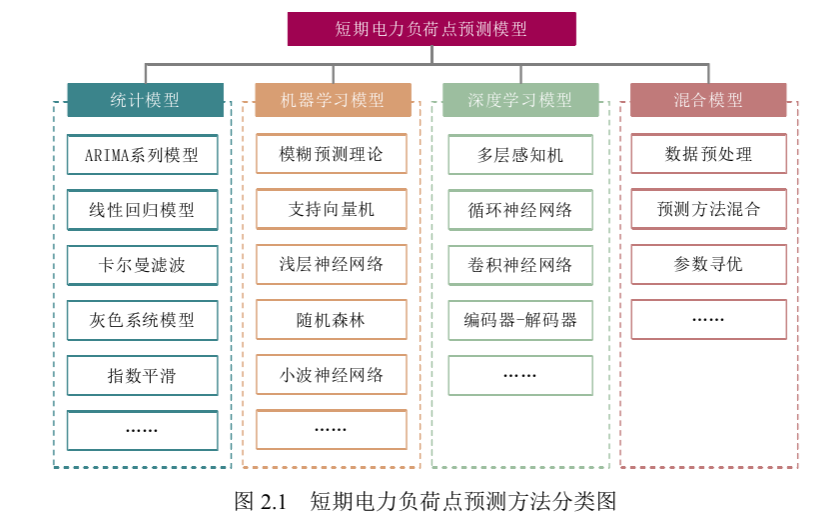 短期电力负荷点预测模型
统计模型
ARIMA系列模型
线性回归模型
卡尔曼滤波
灰色系统模型
指数平滑
……
机器学习模型
模糊预测理论
支持向量机
浅层神经网络
随机森林
小波神经网络
……
深度学习模型
多层感知机
循环神经网络
卷积神经网络
编码器-解码器
……
混合模型
数据预处理
预测方法混合
参数寻优
……
图 2.1 短期电力负荷点预测方法分类图